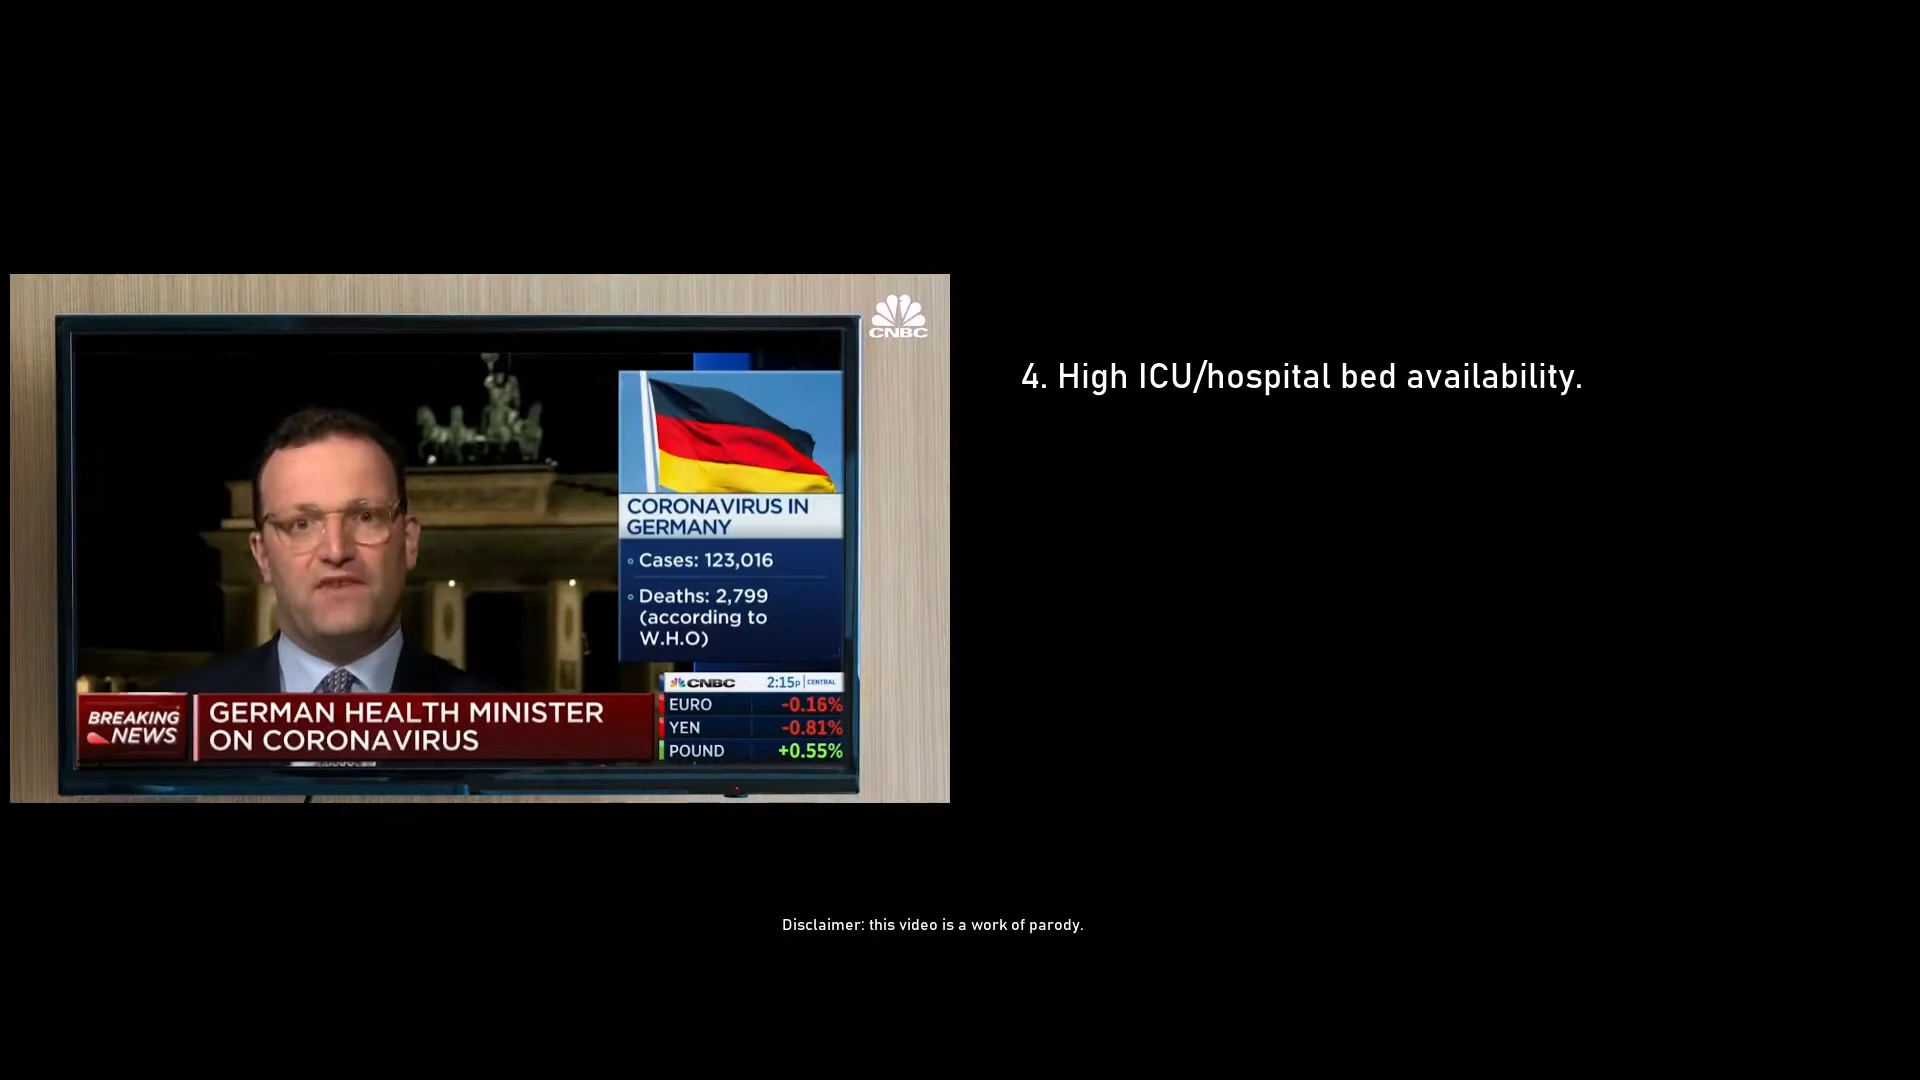 CNBC
CORONAVIRUS IN
GERMANY
Cases: 123,016
Deaths: 2,799
(according to
W.H.O)
CNBC 2:15P CENTRAL
BREAKING
NEWS
GERMAN HEALTH MINISTER
ON CORONAVIRUS
EURO -0.16%
YEN -0.81%
POUND +0.55%
4. High ICU/hospital bed availability.
Disclaimer: this video is a work of parody.